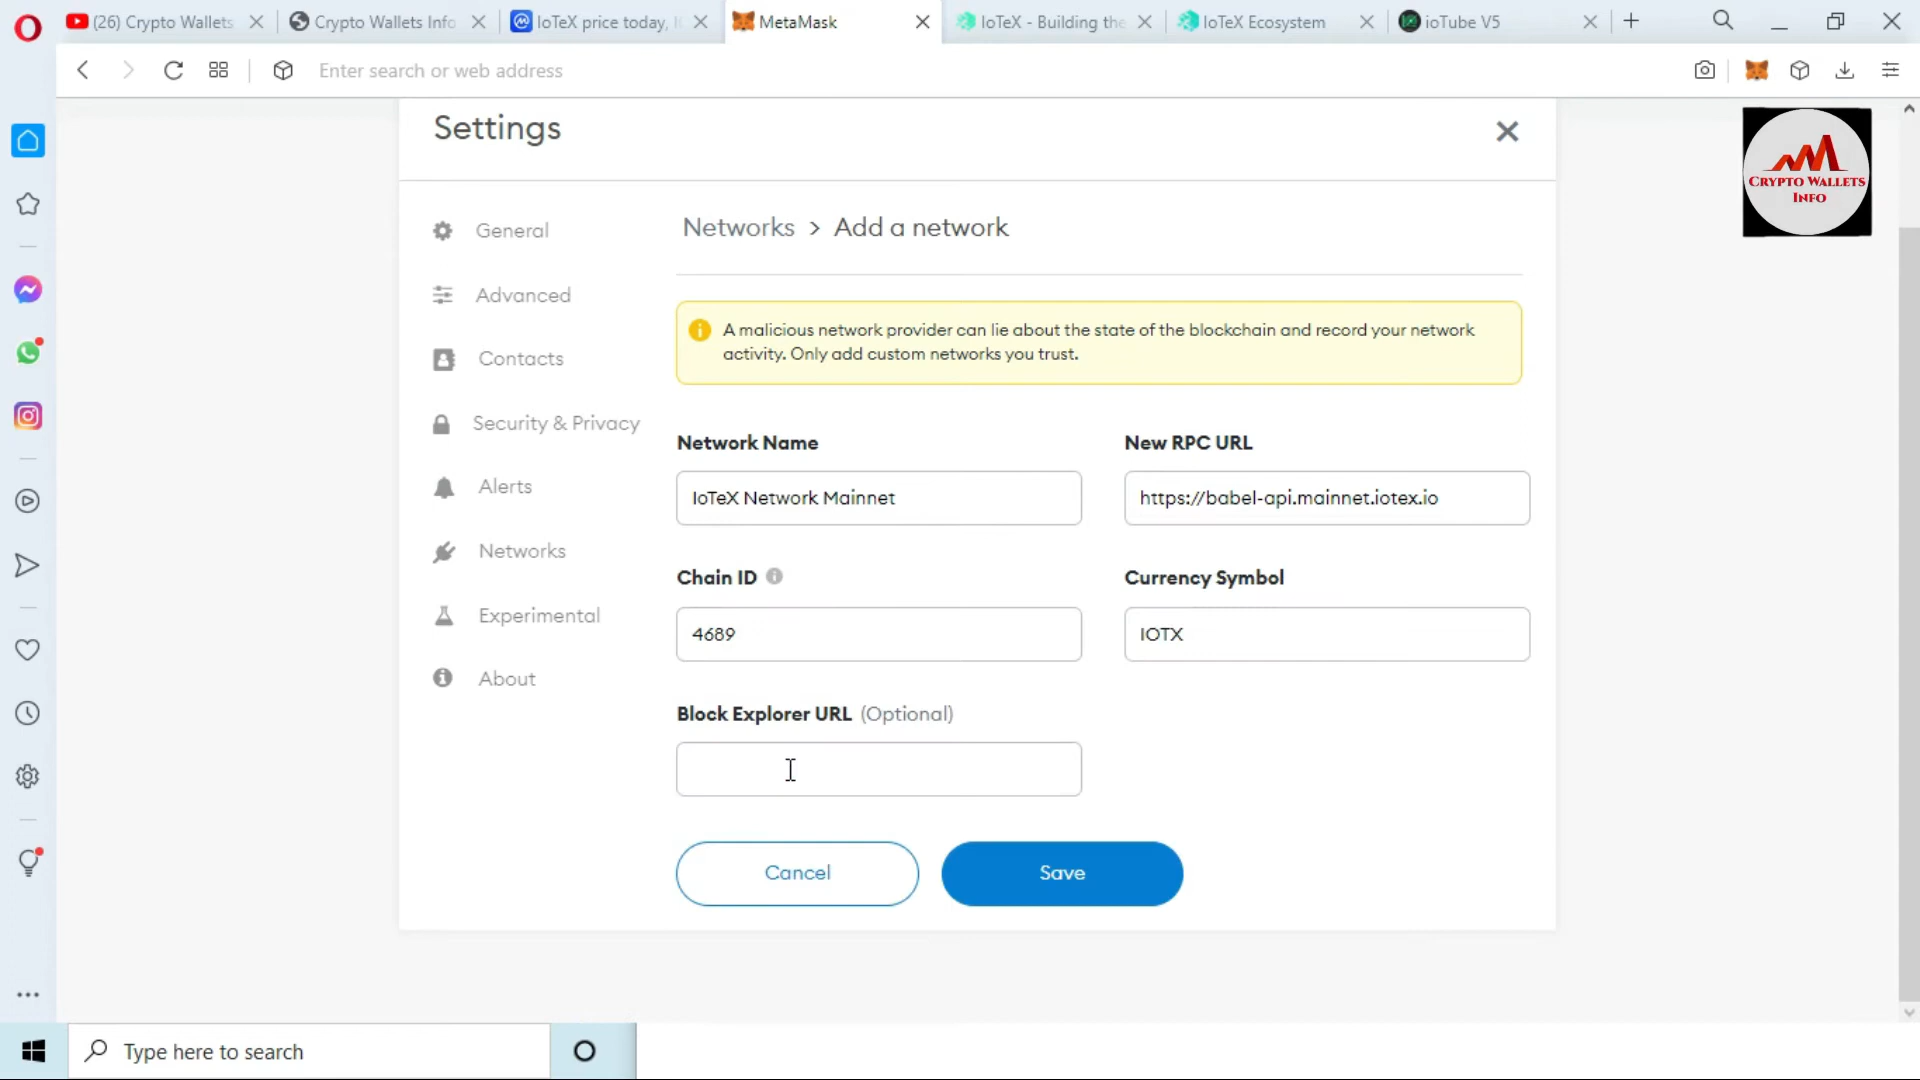 (26) Crypto Wallets
Crypto Wallets Info
IoTeX price today, I
MetaMask
IoTeX - Building the
IoTeX Ecosystem
ioTube V5
Enter search or web address
Settings
CRYPTO WALLETS
INFO
General
Advanced
Contacts
Security & Privacy
Alerts
Networks
Experimental
About
Networks > Add a network
A malicious network provider can lie about the state of the blockchain and record your network
activity. Only add custom networks you trust.
Network Name
New RPC URL
IoTeX Network Mainnet
https://babel-api.mainnet.iotex.io
Chain ID
Currency Symbol
4689
IOTX
Block Explorer URL (Optional)
Cancel
Save
Type here to search